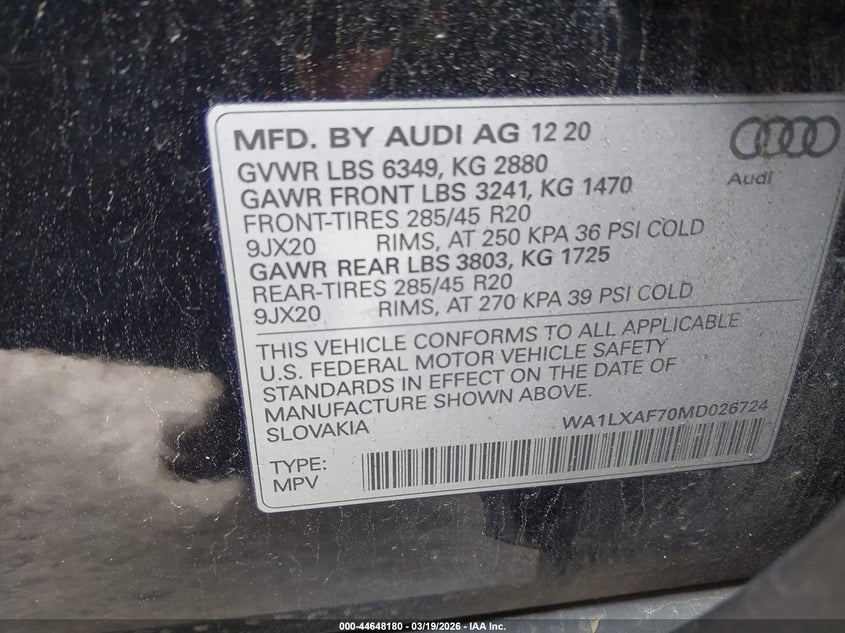 MFD. BY AUDI AG 12 20
GVWR LBS 6349, KG 2880
GAWR FRONT LBS 3241, KG 1470
FRONT-TIRES 285/45 R20
9JX20 RIMS, AT 250 KPA 36 PSI COLD
GAWR REAR LBS 3803, KG 1725
REAR-TIRES 285/45 R20
9JX20 RIMS, AT 270 KPA 39 PSI COLD
Audi
THIS VEHICLE CONFORMS TO ALL APPLICABLE
U.S. FEDERAL MOTOR VEHICLE SAFETY
STANDARDS IN EFFECT ON THE DATE OF
MANUFACTURE SHOWN ABOVE.
SLOVAKIA WA1LXAF70MD026724
TYPE:
MPV
000-44648180 - 03/19/2026 - IAA Inc.